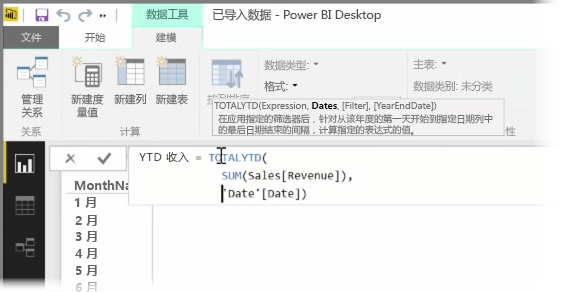 数据工具
已导入数据 - Power BI Desktop
文件
开始
建模
管理
关系
新建度
量值
新建列
新建表
数据类型:
格式:
主表:
数据类别: 未分类
TOTALYTD(Expression, Dates, [Filter], [YearEndDate])
在应用指定的筛选器后，针对从该年度的第一天开始到指定日期列中
的最后日期结束的间隔，计算指定的表达式的值。
关系
计算
性
YTD 收入 = TOTALYTD(
SUM(Sales[Revenue]),
'Date'[Date])
MonthNa
1 月
2 月
3 月
4 月
5 月
6 月